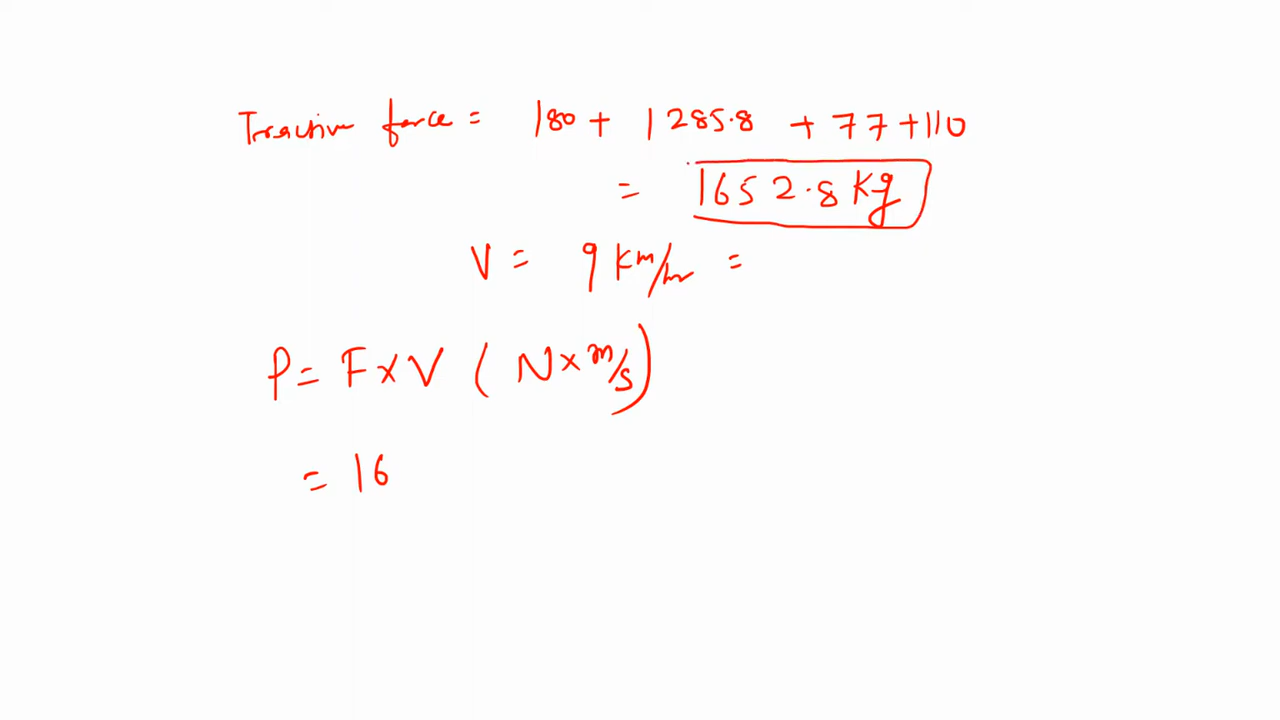 Tractive force = 180 + 1285.8 + 77 + 110
= 1652.8 Kg
V = 9 Km/hr =
P = F x V ( N x m/s )
= 16